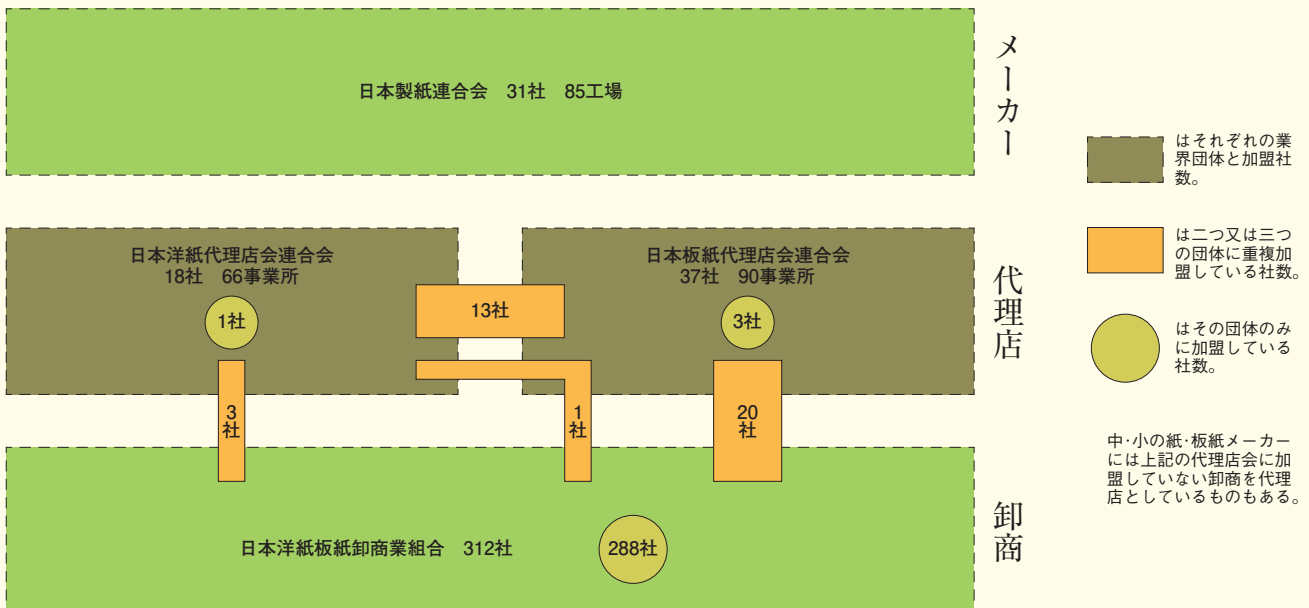 日本製紙連合会 31社 85工場
メーカー
日本洋紙代理店会連合会
18社 66事業所
1社
日本板紙代理店会連合会
37社 90事業所
3社
13社
3
社
1
社
20
社
代理店
日本洋紙板紙卸商業組合 312社
288社
卸商
はそれぞれの業
界団体と加盟社
数。
は二つ又は三つ
の団体に重複加
盟している社数。
はその団体のみ
に加盟している
社数。
中・小の紙・板紙メーカー
には上記の代理店会に加
盟していない卸商を代理
店としているものもある。